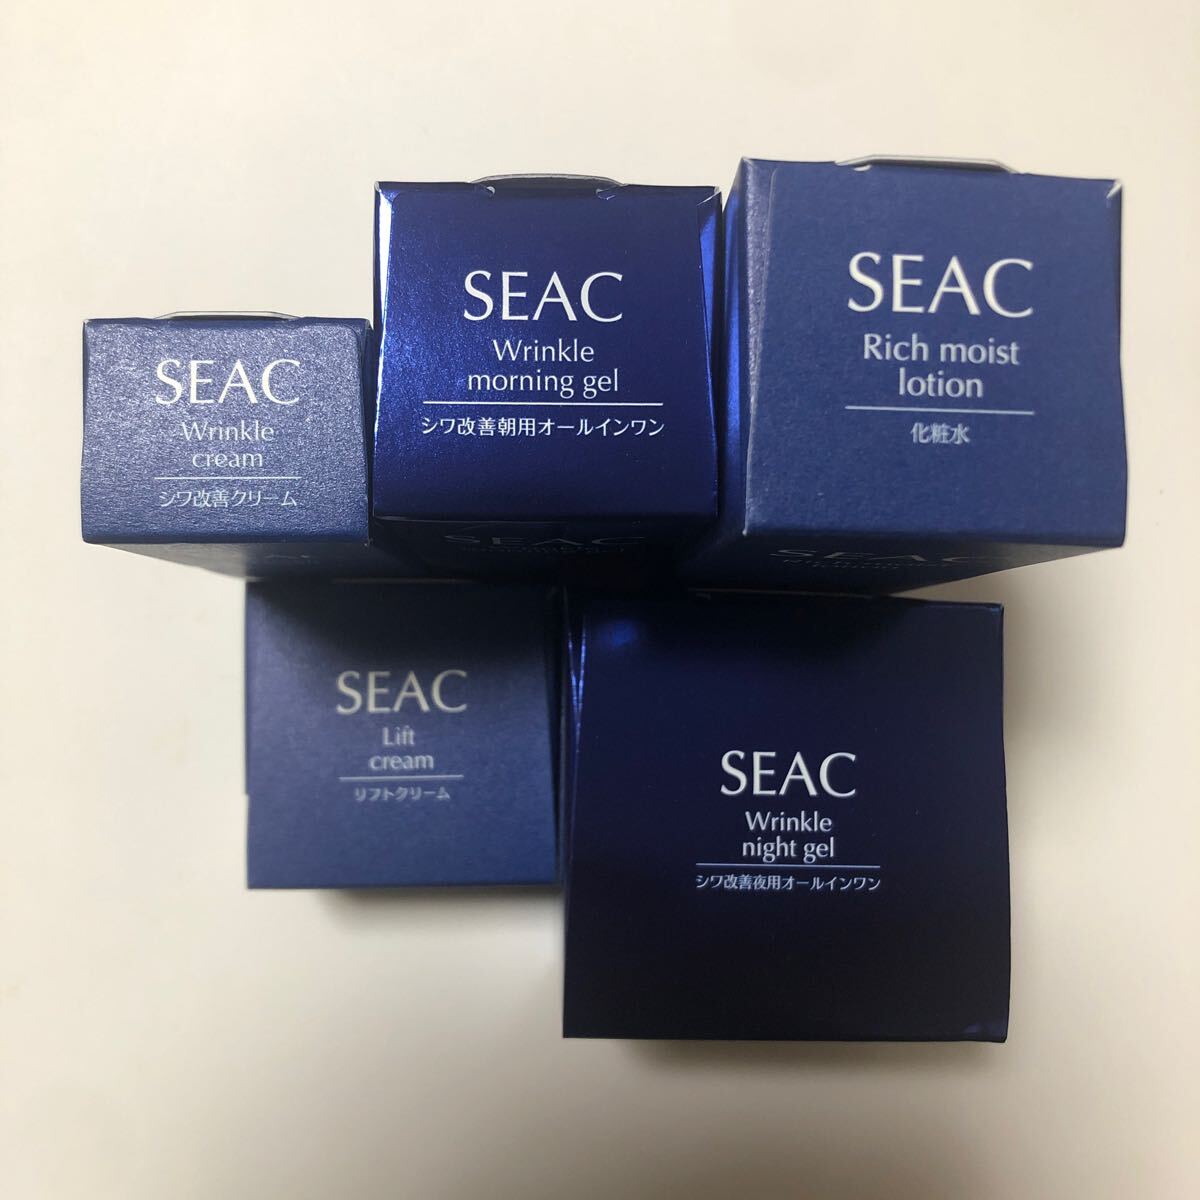 SEAC
Wrinkle
cream
シワ改善クリーム
SEAC
Wrinkle
morning gel
シワ改善朝用オールインワン
SEAC
SEAC
Rich moist
lotion
化粧水
SEAC
SEAC
Lift
cream
リフトクリーム
SEAC
Wrinkle
night gel
シワ改善夜用オールインワン